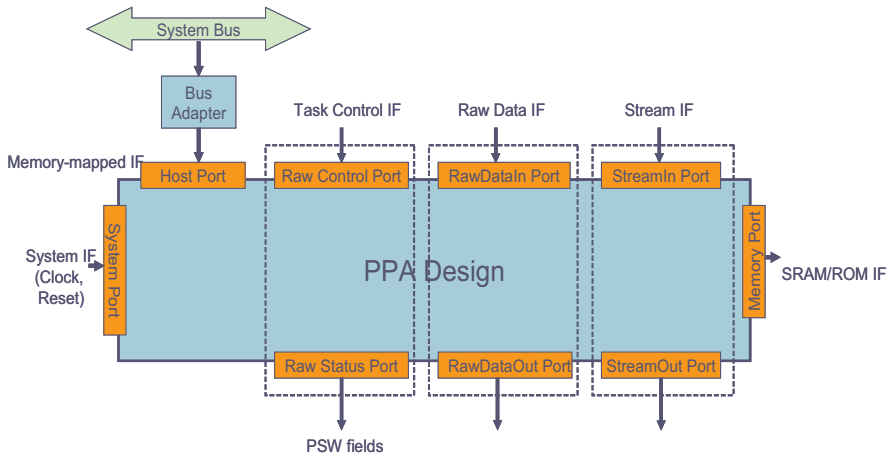 System Bus
Bus
Adapter
Task Control IF
Raw Data IF
Stream IF
Memory-mapped IF
Host Port
Raw Control Port
RawDataIn Port
StreamIn Port
System Port
Memory Port
System IF
(Clock,
Reset)
PPA Design
SRAM/ROM IF
Raw Status Port
RawDataOut Port
StreamOut Port
PSW fields